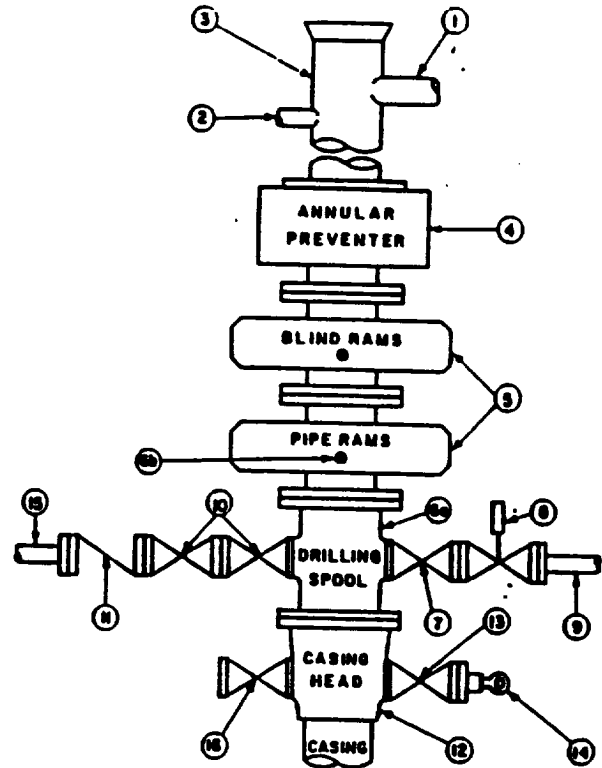 3
1
2
ANNULAR
PREVENTER
4
BLIND RAMS
5
PIPE RAMS
6b
15
10
6a
8
DRILLING
SPOOL
11
7
9
13
CASING
HEAD
16
12
14
CASING